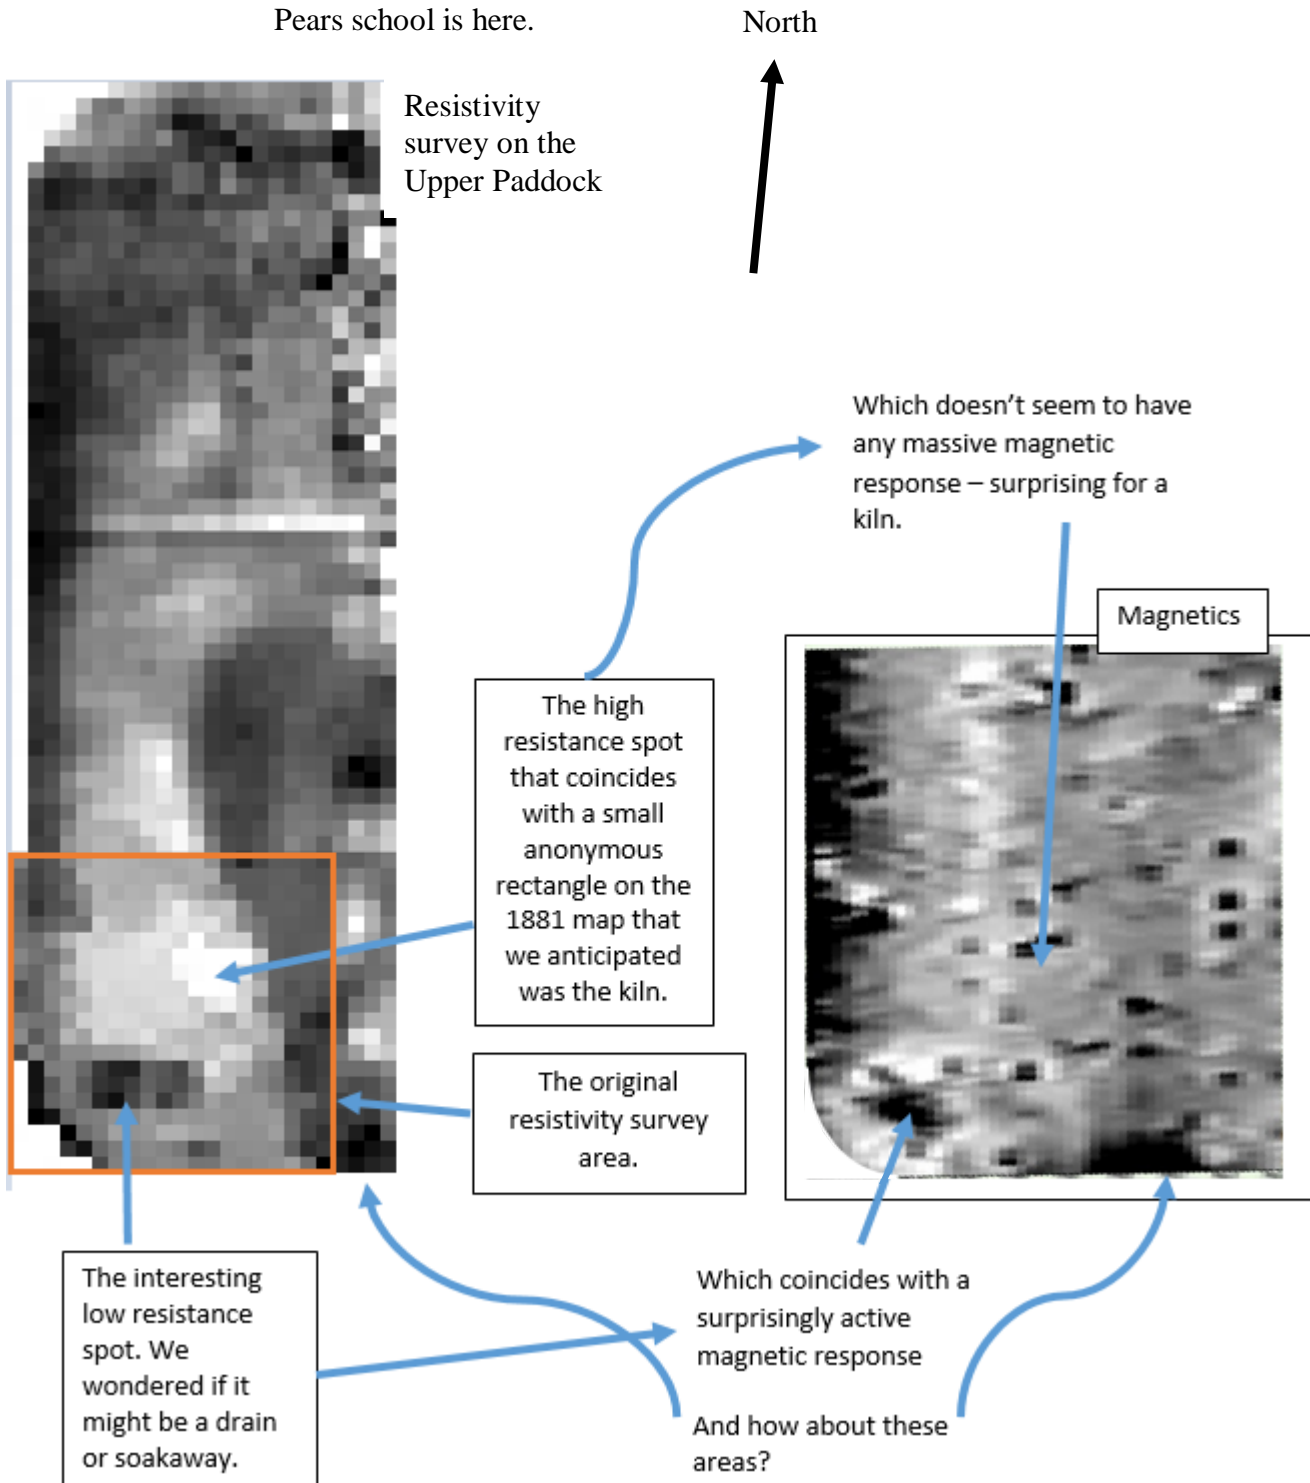 Pears school is here.
North
Resistivity
survey on the
Upper Paddock
Which doesn’t seem to have
any massive magnetic
response – surprising for a
kiln.
Magnetics
The high
resistance spot
that coincides
with a small
anonymous
rectangle on the
1881 map that
we anticipated
was the kiln.
The original
resistivity survey
area.
The interesting
low resistance
spot. We
wondered if it
might be a drain
or soakaway.
Which coincides with a
surprisingly active
magnetic response
And how about these
areas?